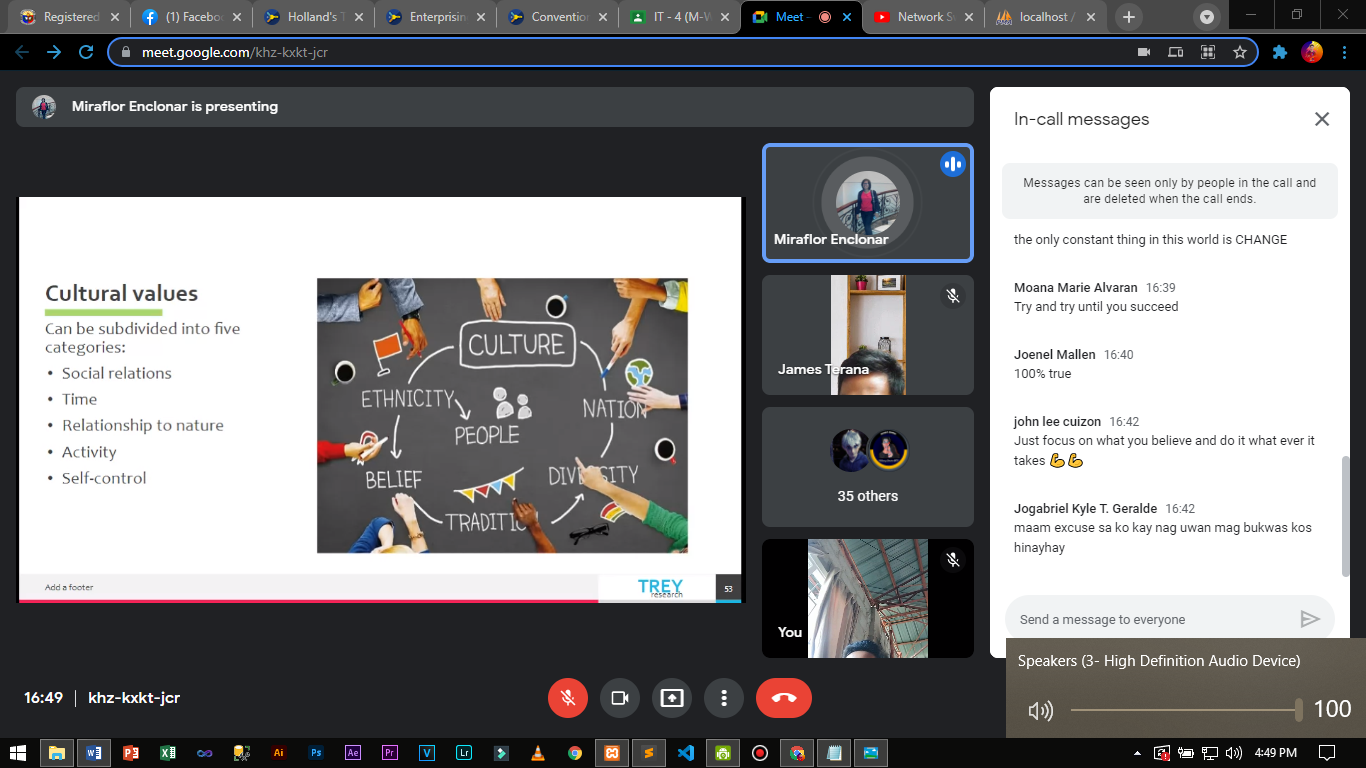 Registered
(1) Facebo
Holland's T
Enterprisin
Convention
IT - 4 (M-W
Meet -
Network S
localhost /
meet.google.com/khz-kxkt-jcr
Miraflor Enclonar is presenting
Cultural values
Can be subdivided into five
categories:
• Social relations
• Time
• Relationship to nature
• Activity
• Self-control
CULTURE
ETHNICITY
PEOPLE
NATION
BELIEF
DIVERSITY
TRADITION
Add a footer
TREY
research
53
Miraflor Enclonar
James Terana
35 others
You
In-call messages
Messages can be seen only by people in the call and
are deleted when the call ends.
the only constant thing in this world is CHANGE
Moana Marie Alvaran 16:39
Try and try until you succeed
Joenel Mallen 16:40
100% true
john lee cuizon 16:42
Just focus on what you believe and do it what ever it
takes 💪💪
Jogabriel Kyle T. Geralde 16:42
maam excuse sa ko kay nag uwan mag bukwas kos
hinayhay
Send a message to everyone
Speakers (3- High Definition Audio Device)
100
16:49 | khz-kxkt-jcr
Ai
Ps
Ae
Pr
V
Lr
4:49 PM